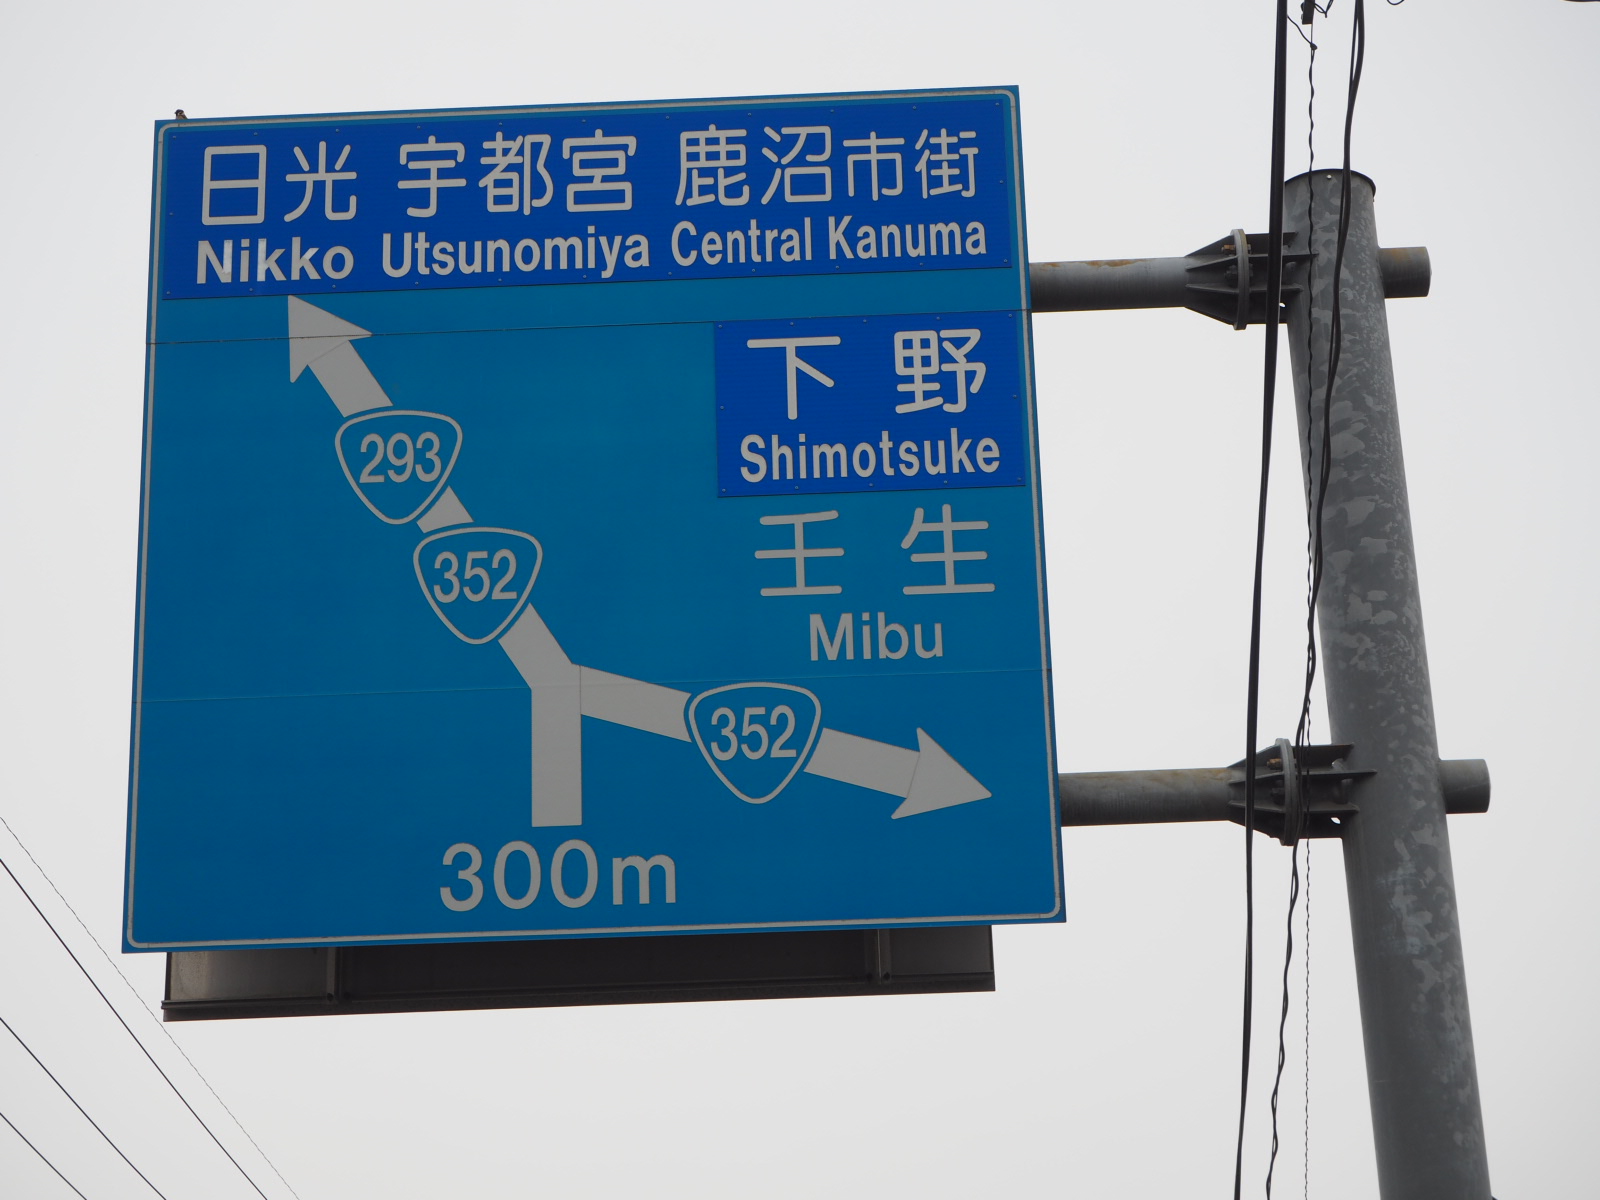 日光 宇都宮 鹿沼市街
Nikko Utsunomiya Central Kanuma
下野
Shimotsuke
293
352
壬生
Mibu
352
300m